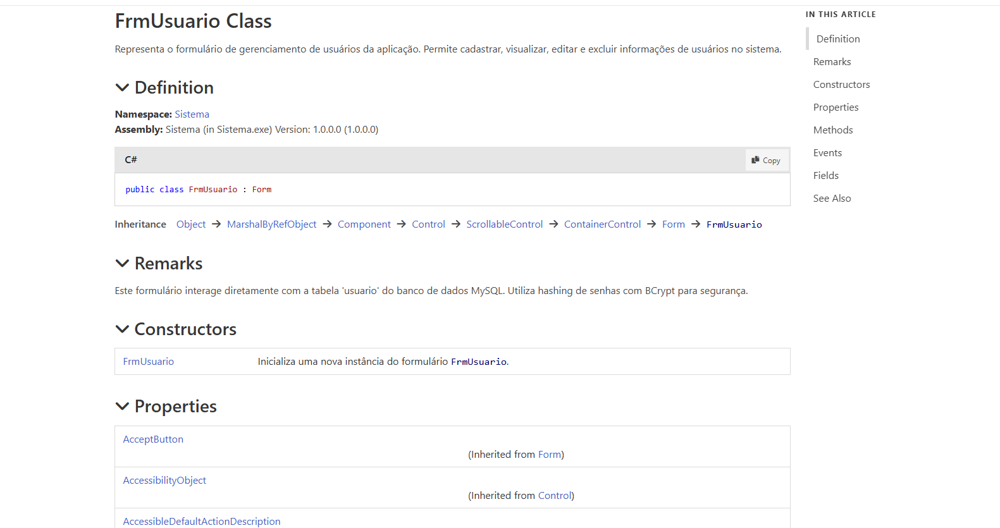 FrmUsuario Class
Representa o formulário de gerenciamento de usuários da aplicação. Permite cadastrar, visualizar, editar e excluir informações de usuários no sistema.
Definition
Namespace: Sistema
Assembly: Sistema (in Sistema.exe) Version: 1.0.0.0 (1.0.0.0)
C#
Copy
public class FrmUsuario : Form
Inheritance Object → MarshalByRefObject → Component → Control → ScrollableControl → ContainerControl → Form → FrmUsuario
Remarks
Este formulário interage diretamente com a tabela 'usuario' do banco de dados MySQL. Utiliza hashing de senhas com BCrypt para segurança.
Constructors
FrmUsuario Inicializa uma nova instância do formulário FrmUsuario.
Properties
AcceptButton
(Inherited from Form)
AccessibilityObject
(Inherited from Control)
AccessibleDefaultActionDescription
IN THIS ARTICLE
Definition
Remarks
Constructors
Properties
Methods
Events
Fields
See Also